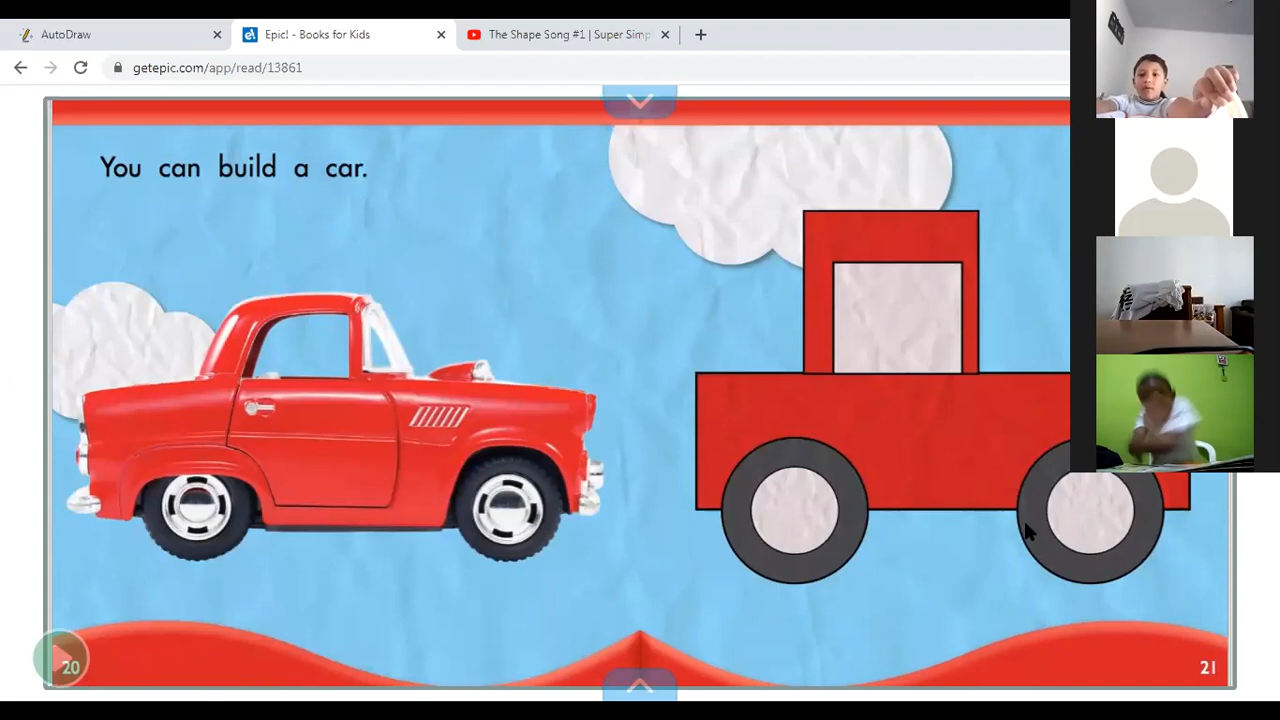 AutoDraw
Epic! - Books for Kids
The Shape Song #1 | Super Simp
getepic.com/app/read/13861
You can build a car.
20
21